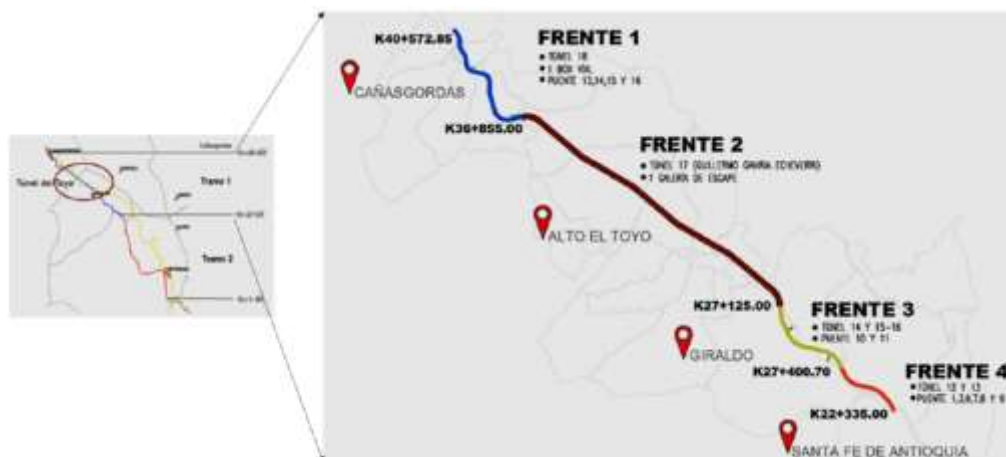 K40+572.85
FRENTE 1
• TÚNEL 18
• 1 BOX VIAL
• PUENTE 13,14,15 Y 16
CAÑASGORDAS
K36+855.00
FRENTE 2
• TÚNEL 17 (GUILLERMO GAVIRIA ECHEVERRI)
• 1 GALERÍA DE ESCAPE
Túnel del Toyo
Tramo 1
ALTO EL TOYO
Tramo 2
K27+125.00
FRENTE 3
• TÚNEL 14 Y 15-16
• PUENTE 10 Y 11
GIRALDO
K27+400.70
FRENTE 4
• TÚNEL 12 Y 13
K22+335.00
SANTA FE DE ANTIOQUIA